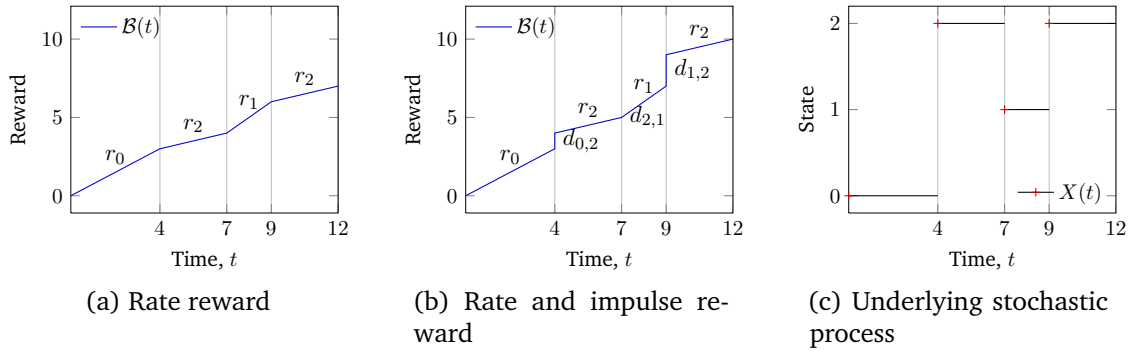 B(t)
10
5
0
Reward
r0
r2
r1
r2
4
7
9
12
Time, t
(a) Rate reward
B(t)
10
5
0
Reward
r0
d0,2
r2
d2,1
r1
d1,2
r2
4
7
9
12
Time, t
(b) Rate and impulse re-
ward
2
1
0
State
X(t)
4
7
9
12
Time, t
(c) Underlying stochastic
process